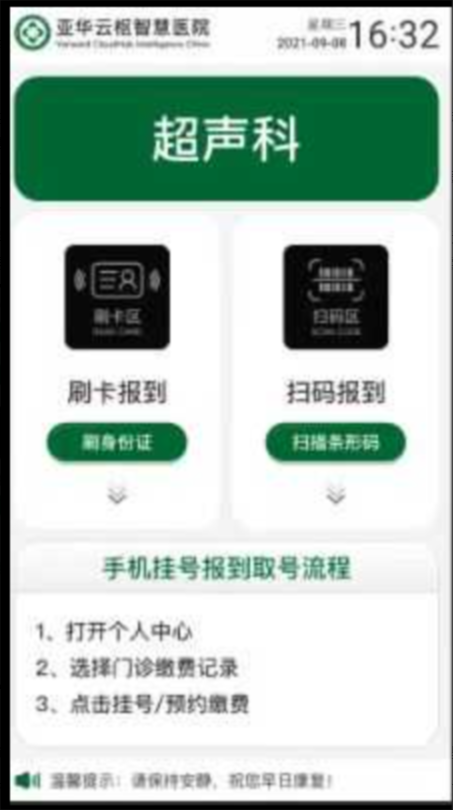 亚华云枢智慧医院
星期三
2021-09-08
16:32
超声科
刷卡区
扫码区
刷卡报到
扫码报到
刷身份证
扫描条形码
手机挂号报到取号流程
1、打开个人中心
2、选择门诊缴费记录
3、点击挂号/预约缴费
温馨提示：请保持安静，祝您早日康复！